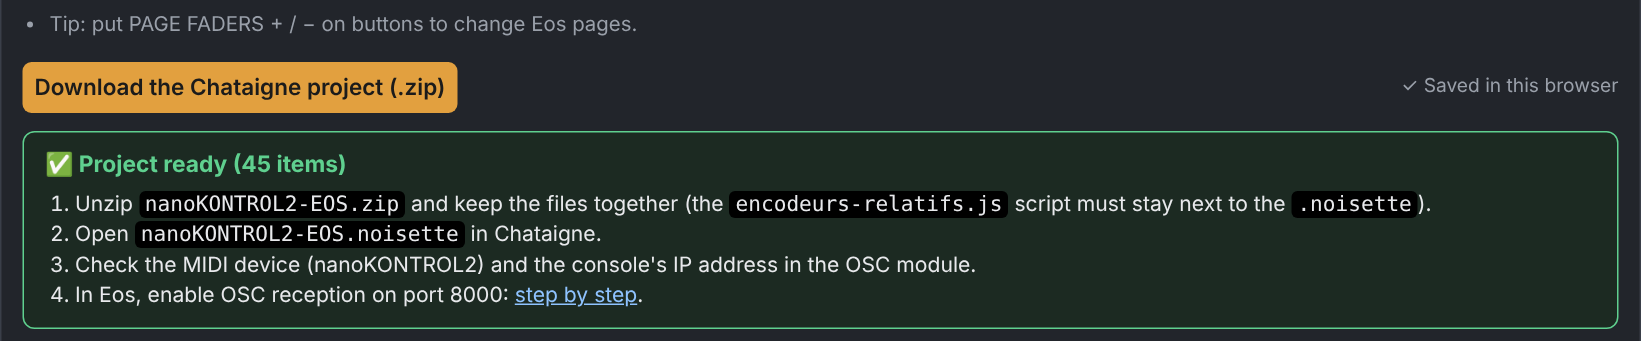 • Tip: put PAGE FADERS + / − on buttons to change Eos pages.
Download the Chataigne project (.zip)
✓ Saved in this browser
✅ Project ready (45 items)
1. Unzip nanoKONTROL2-EOS.zip and keep the files together (the encodeurs-relatifs.js script must stay next to the .noisette).
2. Open nanoKONTROL2-EOS.noisette in Chataigne.
3. Check the MIDI device (nanoKONTROL2) and the console's IP address in the OSC module.
4. In Eos, enable OSC reception on port 8000: step by step.